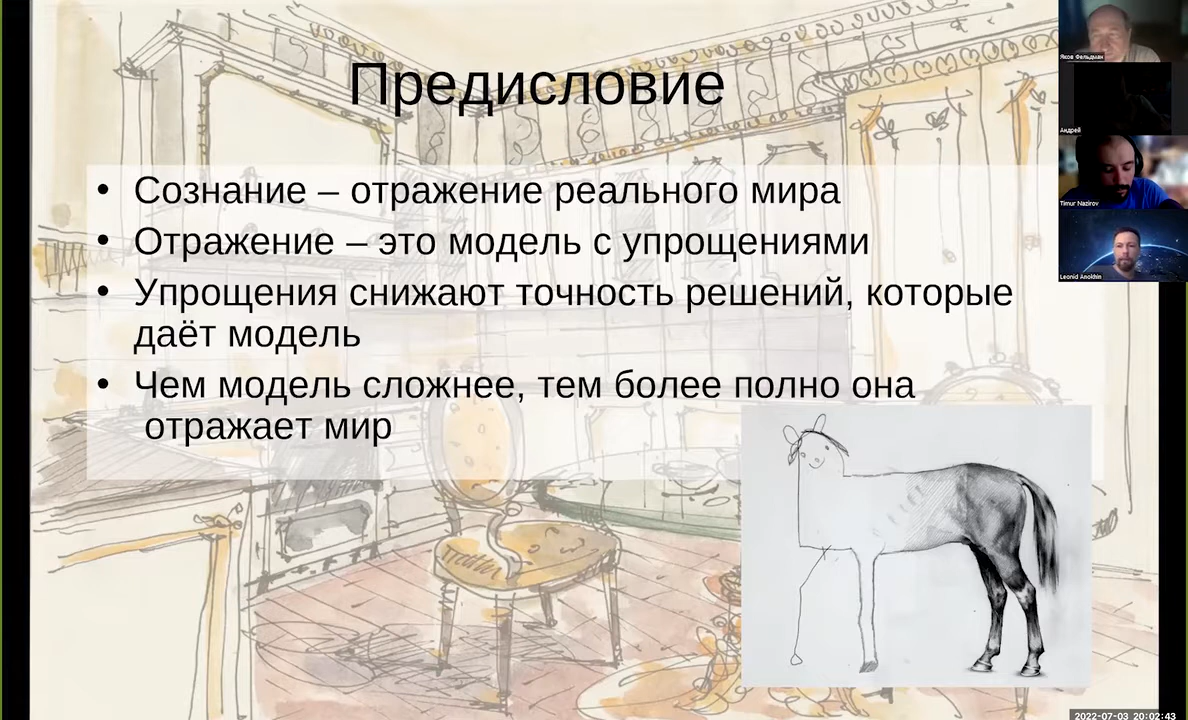 Предисловие
• Сознание – отражение реального мира
• Отражение – это модель с упрощениями
• Упрощения снижают точность решений, которые
даёт модель
• Чем модель сложнее, тем более полно она
отражает мир
Яков Фельдман
Андрей
Timur Nazirov
Leonid Anokhin
2022-07-03 20:02:43